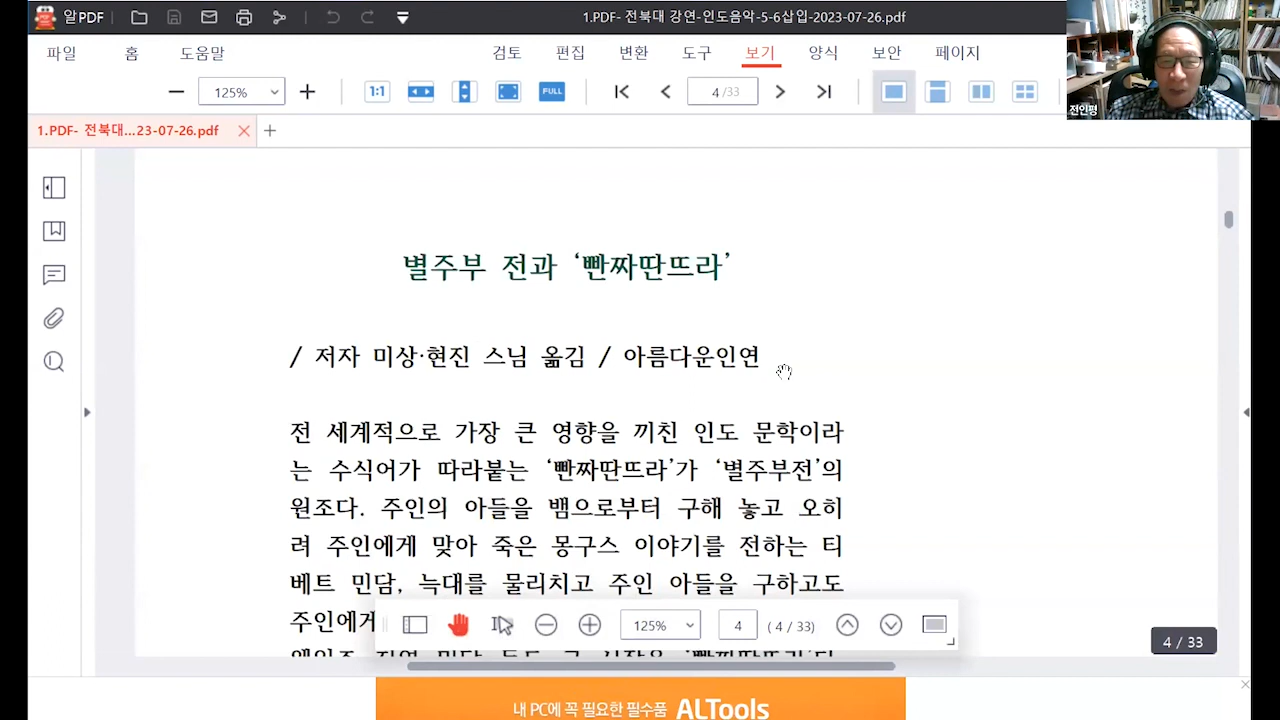 알PDF
1.PDF- 전북대 강연-인도음악-5-6삽입-2023-07-26.pdf
파일 홈 도움말 검토 편집 변환 도구 보기 양식 보안 페이지
125% 1:1 FULL 4 /33
전인평
1.PDF- 전북대...23-07-26.pdf
별주부 전과 ‘빤짜딴뜨라’
/ 저자 미상·현진 스님 옮김 / 아름다운인연
전 세계적으로 가장 큰 영향을 끼친 인도 문학이라
는 수식어가 따라붙는 ‘빤짜딴뜨라’가 ‘별주부전’의
원조다. 주인의 아들을 뱀으로부터 구해 놓고 오히
려 주인에게 맞아 죽은 몽구스 이야기를 전하는 티
베트 민담, 늑대를 물리치고 주인 아들을 구하고도
주인에게
125% 4 ( 4 / 33)
4 / 33
내 PC에 꼭 필요한 필수품 ALTools